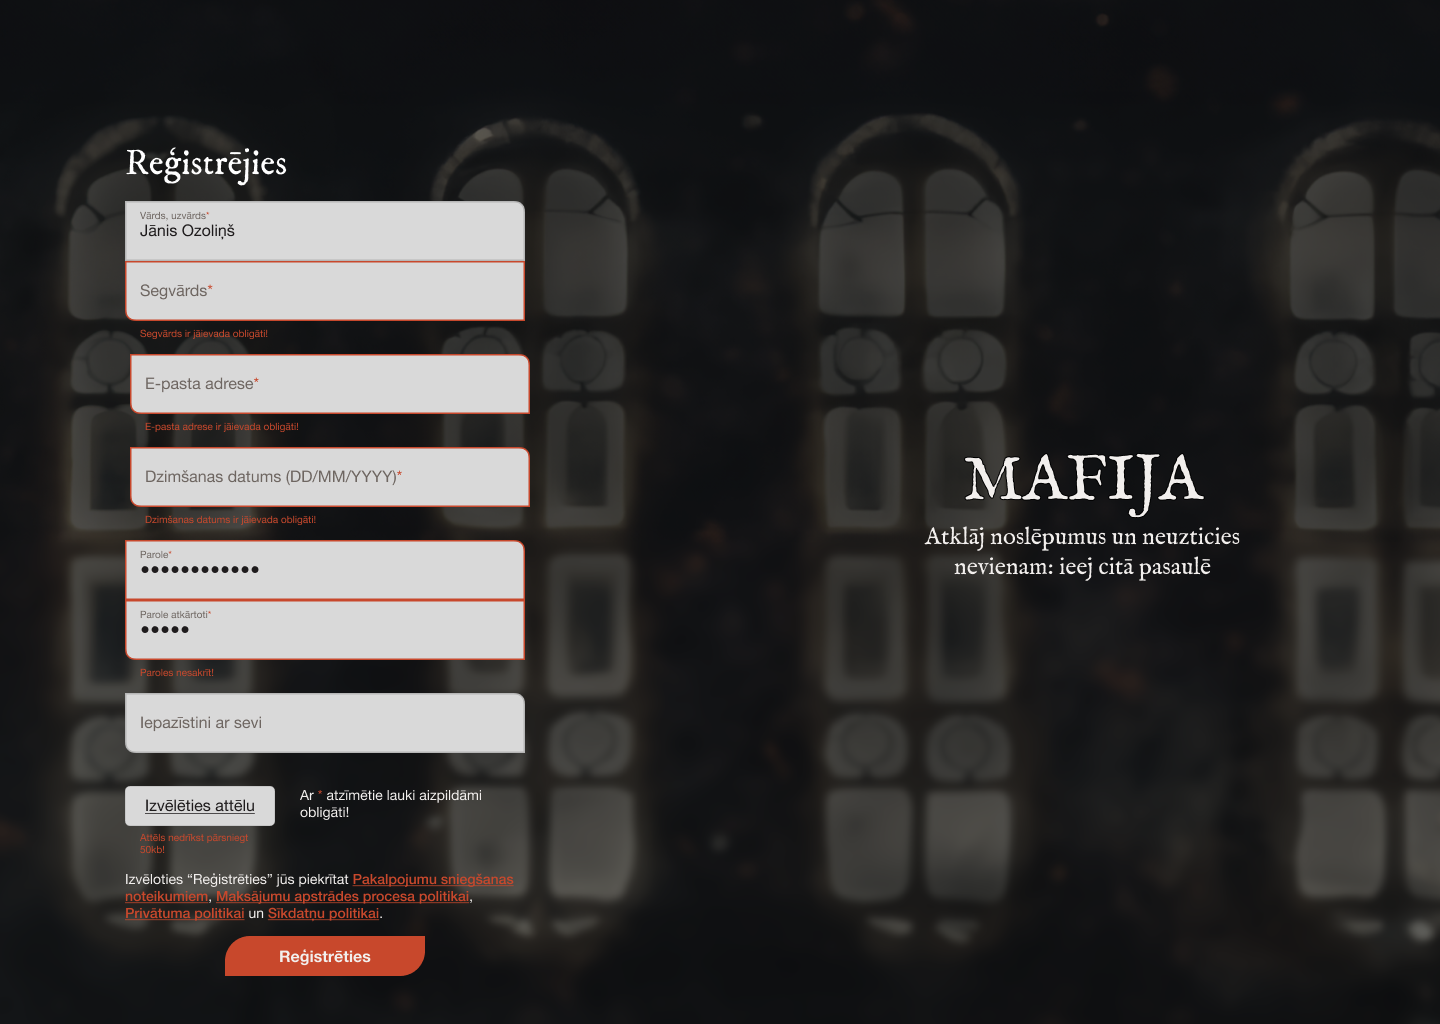 Reģistrējies
Vārds, uzvārds*
Jānis Ozoliņš
Segvārds*
Segvārds ir jāievada obligāti!
E-pasta adrese*
E-pasta adrese ir jāievada obligāti!
Dzimšanas datums (DD/MM/YYYY)*
Dzimšanas datums ir jāievada obligāti!
Parole*
●●●●●●●●●●●●
Parole atkārtoti*
●●●●●
Paroles nesakrīt!
Iepazīstini ar sevi
Izvēlēties attēlu
Attēls nedrīkst pārsniegt
50kb!
Ar * atzīmētie lauki aizpildāmi
obligāti!
Izvēloties “Reģistrēties” jūs piekrītat Pakalpojumu sniegšanas
noteikumiem, Maksājumu apstrādes procesa politikai,
Privātuma politikai un Sīkdatņu politikai.
Reģistrēties
MAFIJA
Atklāj noslēpumus un neuzticies
nevienam: ieej citā pasaulē